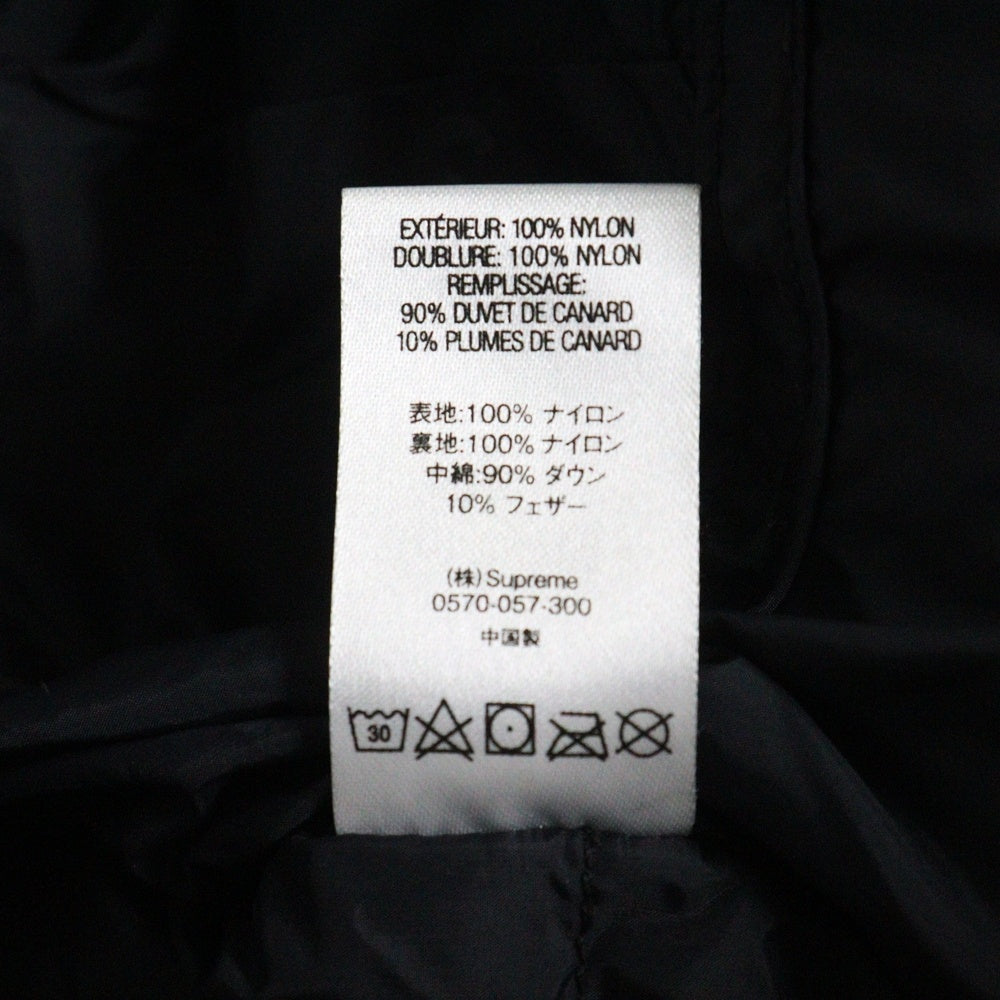 EXTÉRIEUR: 100% NYLON
DOUBLURE: 100% NYLON
REMPLISSAGE:
90% DUVET DE CANARD
10% PLUMES DE CANARD
表地:100% ナイロン
裏地:100% ナイロン
中綿:90% ダウン
10% フェザー
(株)Supreme
0570-057-300
中国製
30